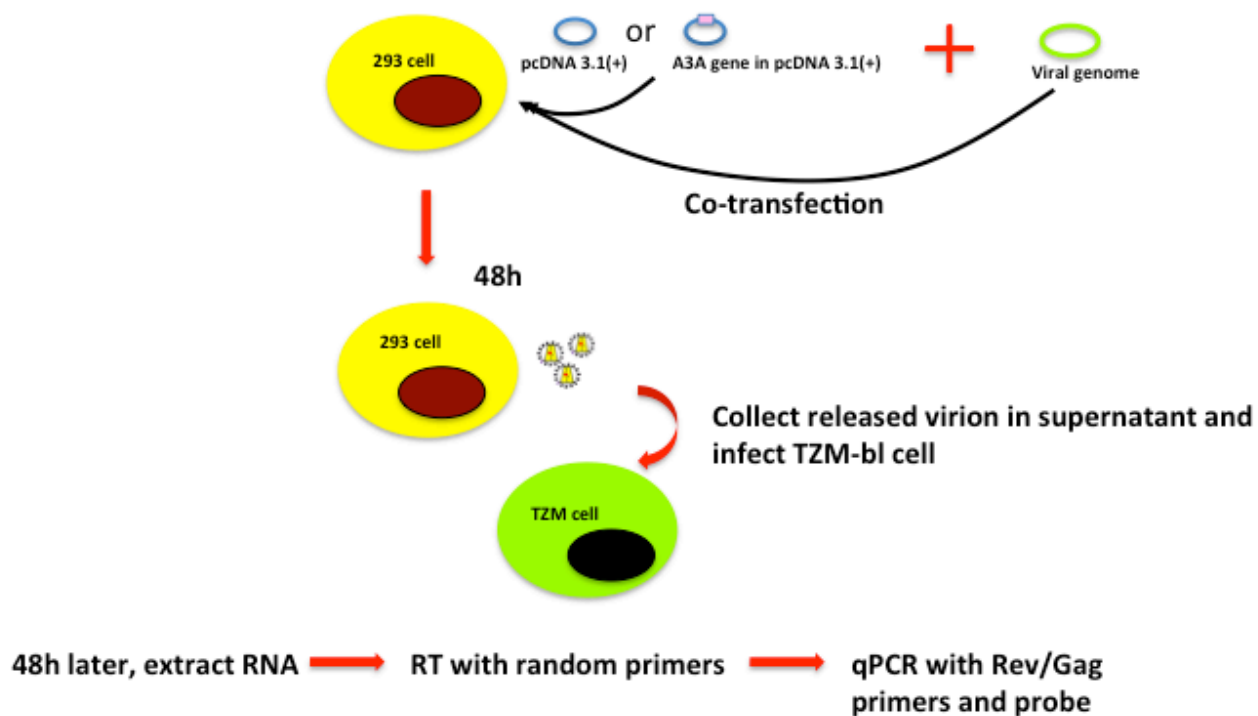 293 cell
or
pcDNA 3.1(+)
A3A gene in pcDNA 3.1(+)
+
Viral genome
Co-transfection
48h
293 cell
Collect released virion in supernatant and
infect TZM-bl cell
TZM cell
48h later, extract RNA
RT with random primers
qPCR with Rev/Gag
primers and probe